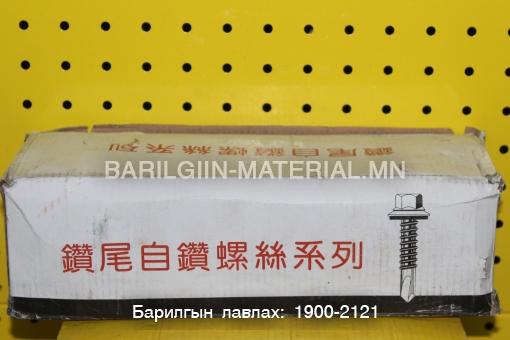 鑽尾自鑽螺絲系列
BARILGIIN-MATERIAL.MN
鑽尾自鑽螺絲系列
Барилгын лавлах: 1900-2121